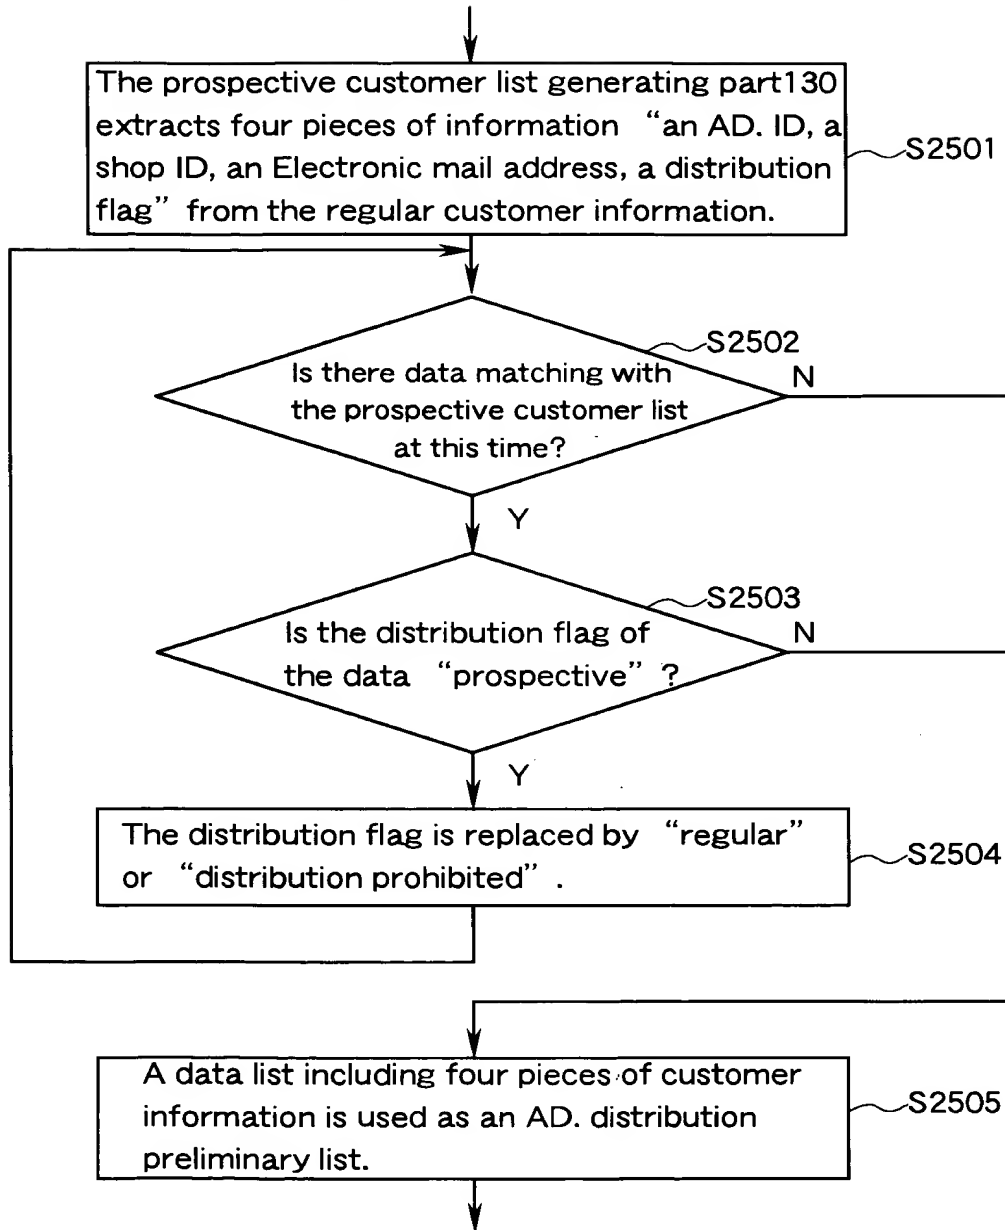 The prospective customer list generating part130
extracts four pieces of information “an AD. ID, a
shop ID, an Electronic mail address, a distribution
flag” from the regular customer information.
S2501
S2502
Is there data matching with
the prospective customer list
at this time?
N
Y
S2503
Is the distribution flag of
the data “prospective” ?
N
Y
The distribution flag is replaced by “regular”
or “distribution prohibited” .
S2504
A data list including four pieces of customer
information is used as an AD. distribution
preliminary list.
S2505